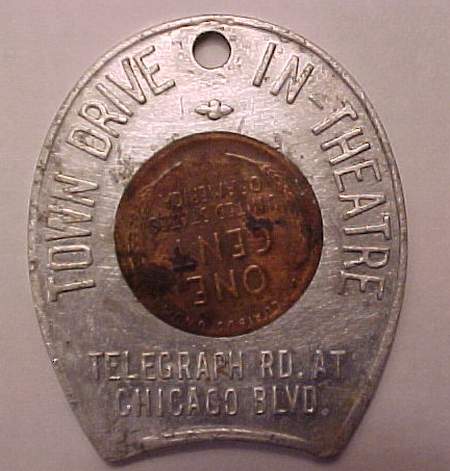 TOWN DRIVE IN-THEATRE
ONE
CENT
UNITED STATES
OF AMERICA
TELEGRAPH RD. AT
CHICAGO BLVD.